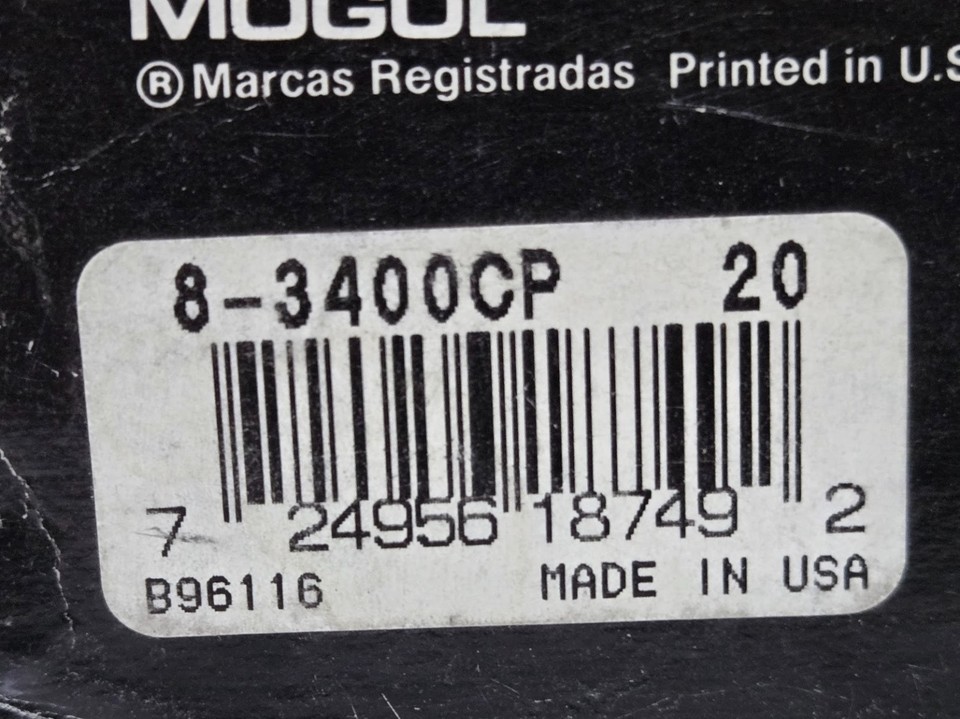 MOGUL
® Marcas Registradas Printed in U.S
8-3400CP 20
7 24956 18749 2
B96116 MADE IN USA